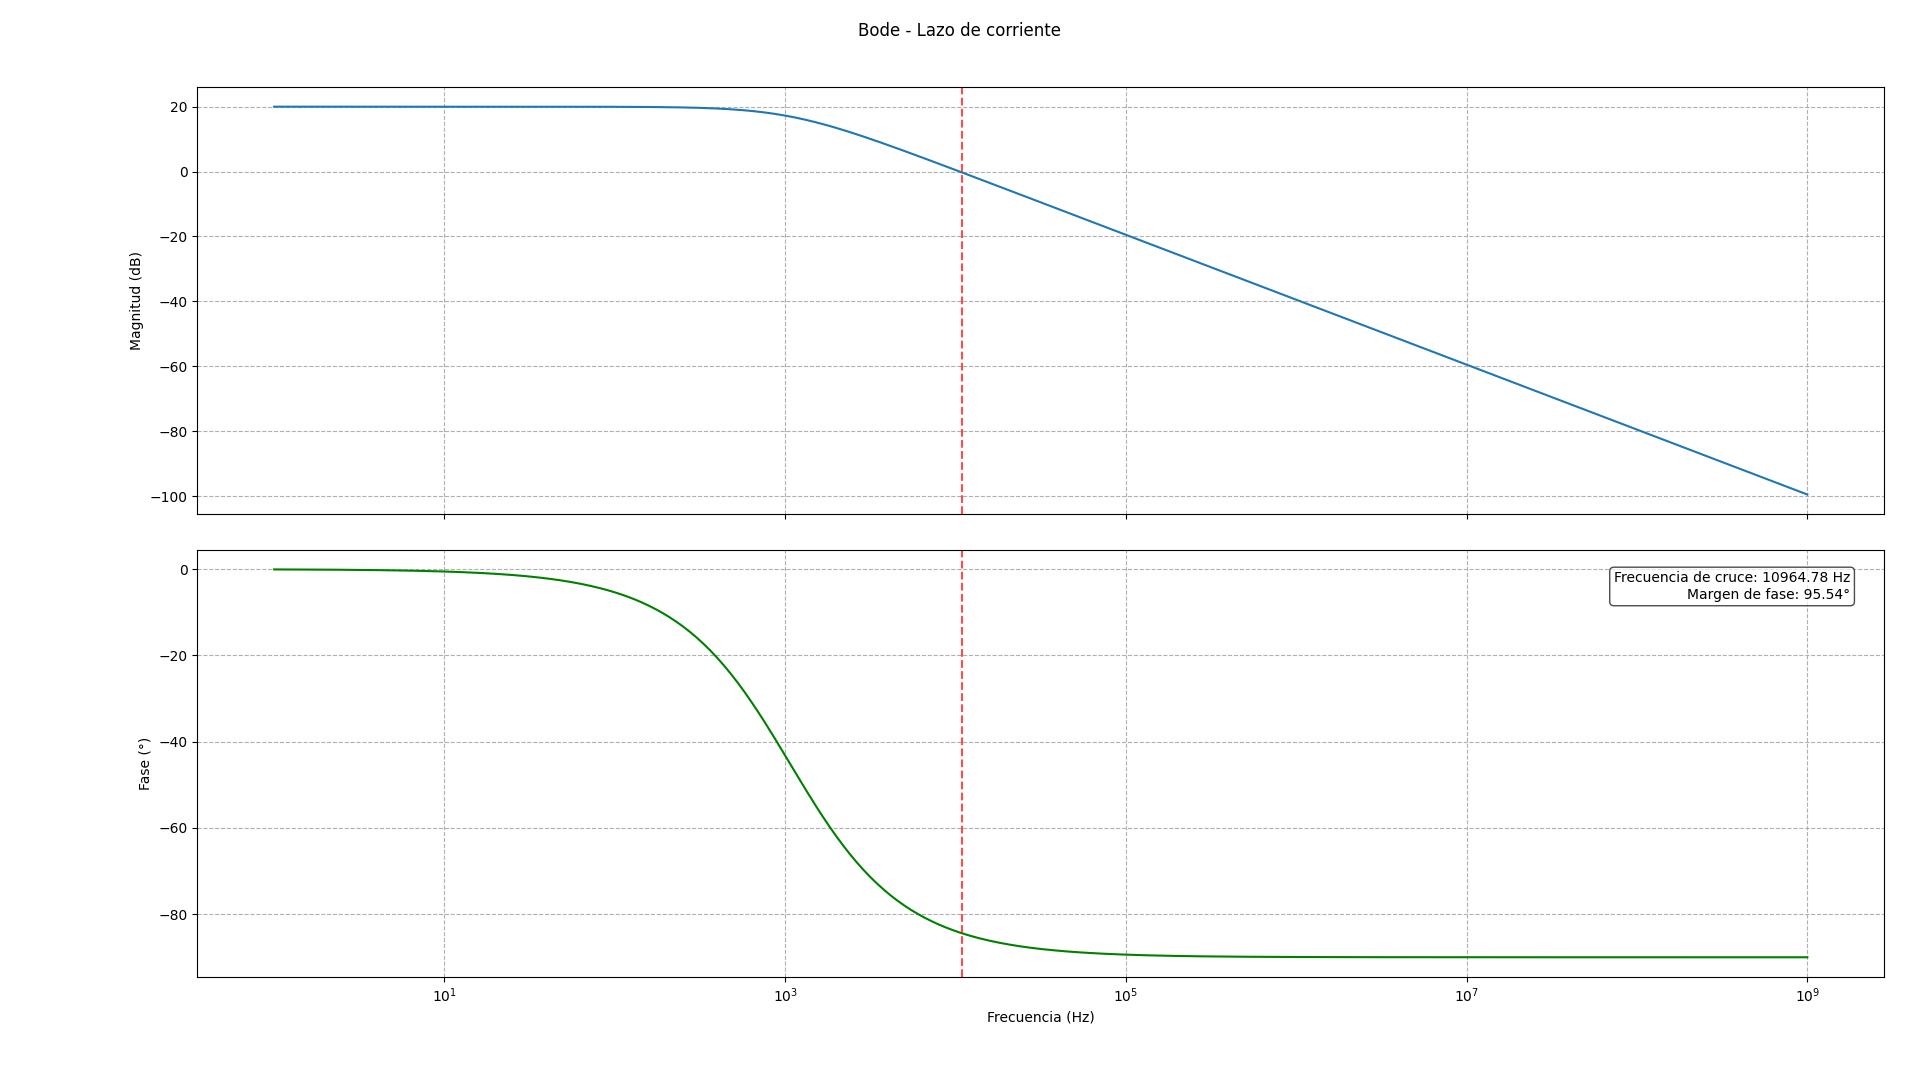 Bode - Lazo de corriente
20
0
−20
−40
−60
−80
−100
Magnitud (dB)
0
−20
−40
−60
−80
Fase (°)
Frecuencia de cruce: 10964.78 Hz
Margen de fase: 95.54°
10¹ 10³ 10⁵ 10⁷ 10⁹
Frecuencia (Hz)